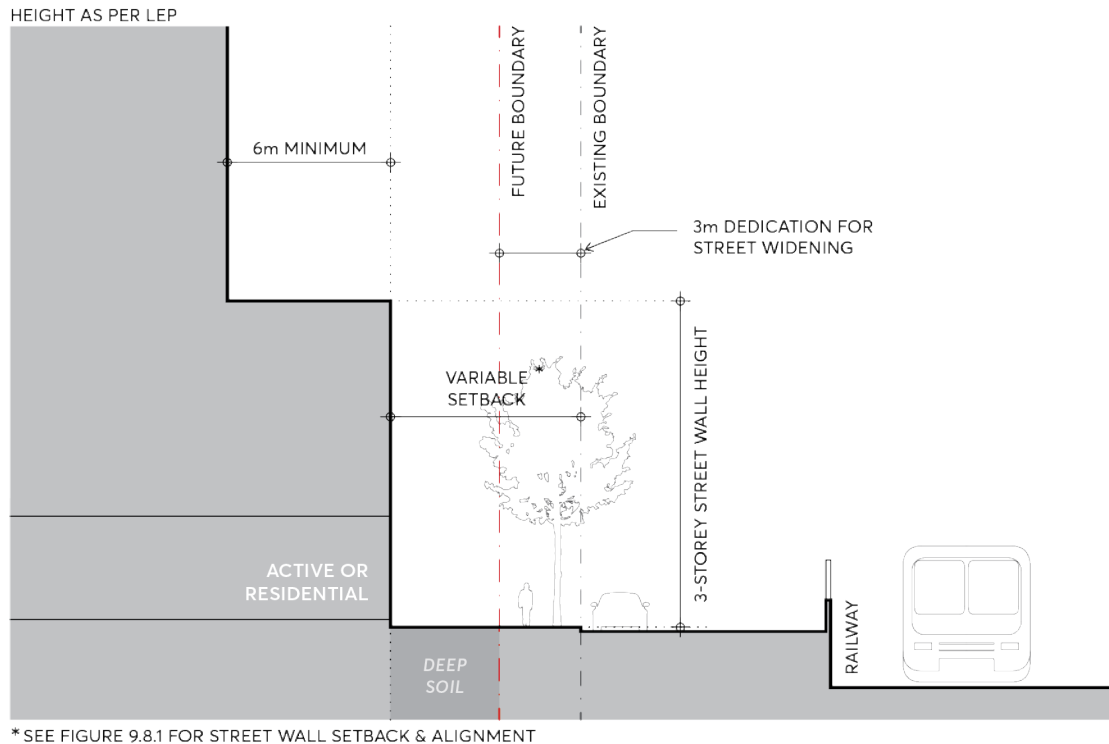 HEIGHT AS PER LEP
FUTURE BOUNDARY
EXISTING BOUNDARY
6m MINIMUM
3m DEDICATION FOR
STREET WIDENING
3-STOREY STREET WALL HEIGHT
*
VARIABLE
SETBACK
ACTIVE OR
RESIDENTIAL
DEEP
SOIL
RAILWAY
* SEE FIGURE 9.8.1 FOR STREET WALL SETBACK & ALIGNMENT